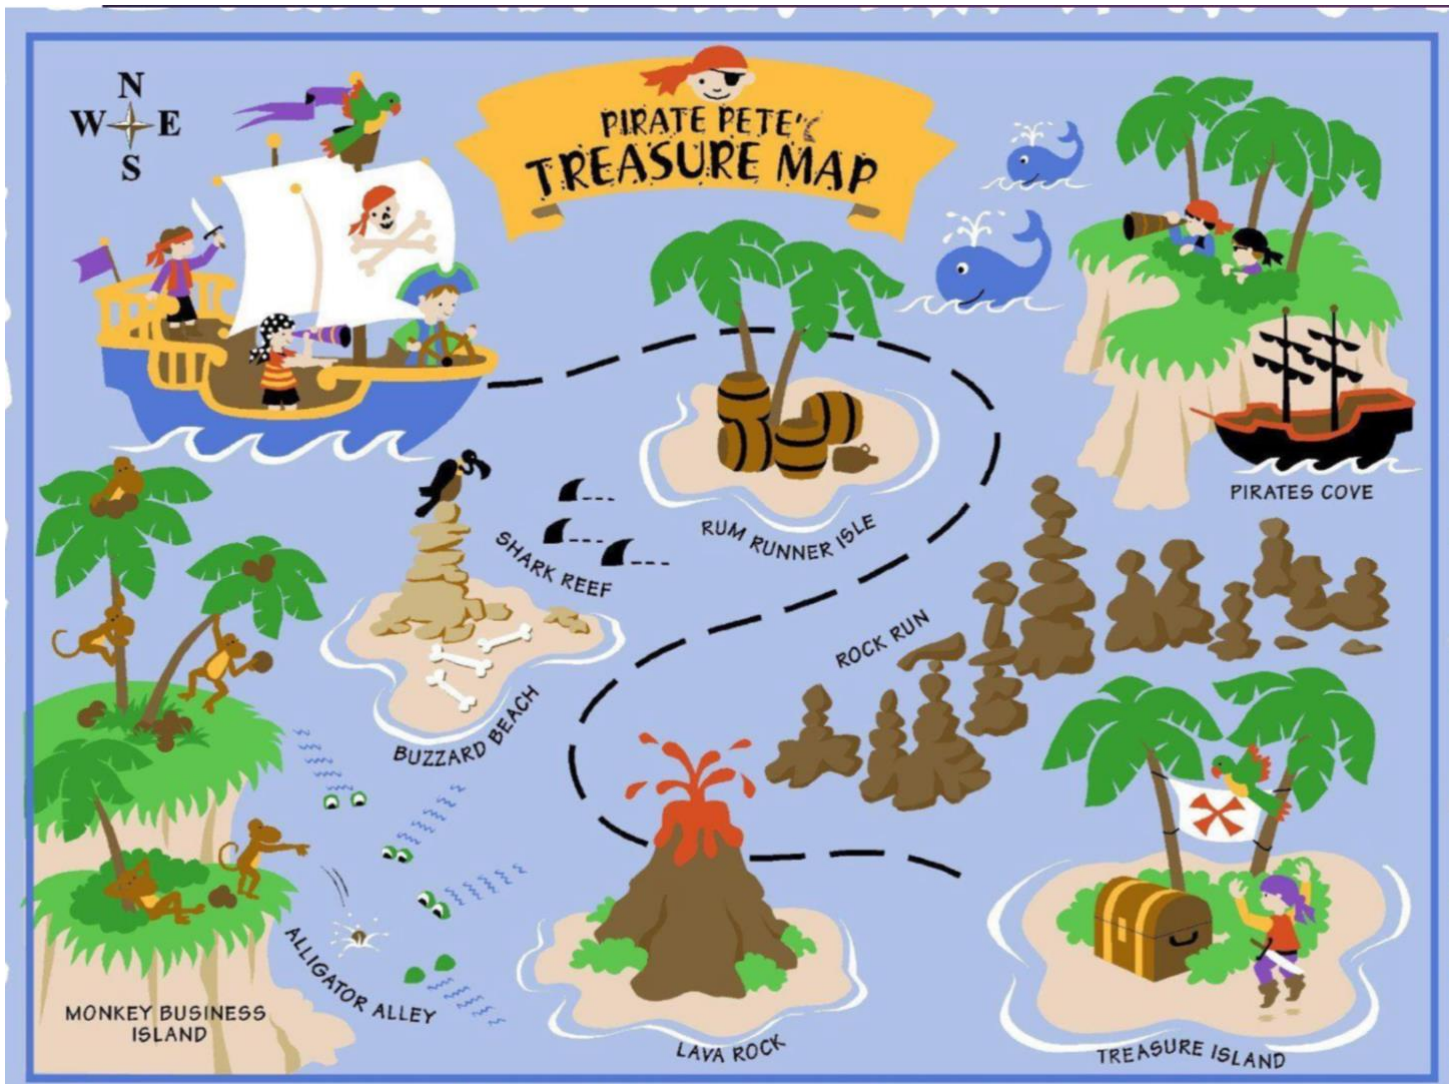 N
W E
S
PIRATE PETE'S
TREASURE MAP
PIRATES COVE
RUM RUNNER ISLE
SHARK REEF
ROCK RUN
BUZZARD BEACH
ALLIGATOR ALLEY
MONKEY BUSINESS
ISLAND
LAVA ROCK
TREASURE ISLAND